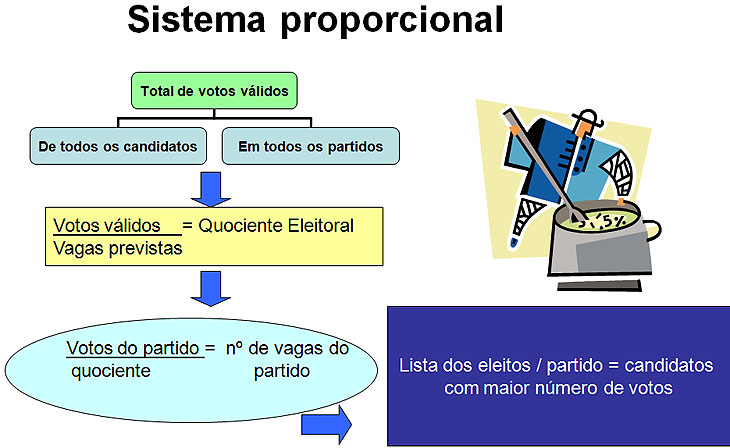 Sistema proporcional
Total de votos válidos
De todos os candidatos
Em todos os partidos
Votos válidos = Quociente Eleitoral
Vagas previstas
Votos do partido = nº de vagas do
quociente partido
Lista dos eleitos / partido = candidatos
com maior número de votos